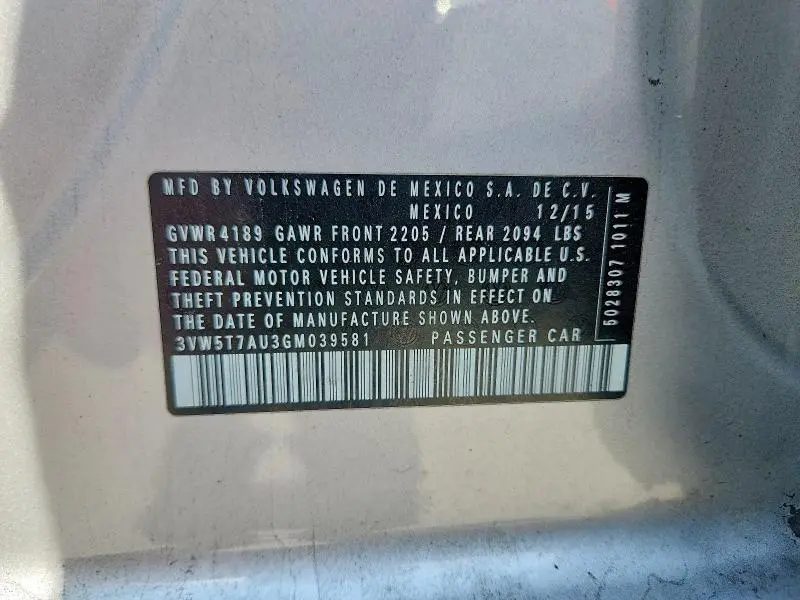 MFD BY VOLKSWAGEN DE MEXICO S.A. DE C.V.
MEXICO 12/15
GVWR 4189 GAWR FRONT 2205 / REAR 2094 LBS
THIS VEHICLE CONFORMS TO ALL APPLICABLE U.S.
FEDERAL MOTOR VEHICLE SAFETY, BUMPER AND
THEFT PREVENTION STANDARDS IN EFFECT ON
THE DATE OF MANUFACTURE SHOWN ABOVE.
3VW5T7AU3GM039581 PASSENGER CAR
50283071011 M